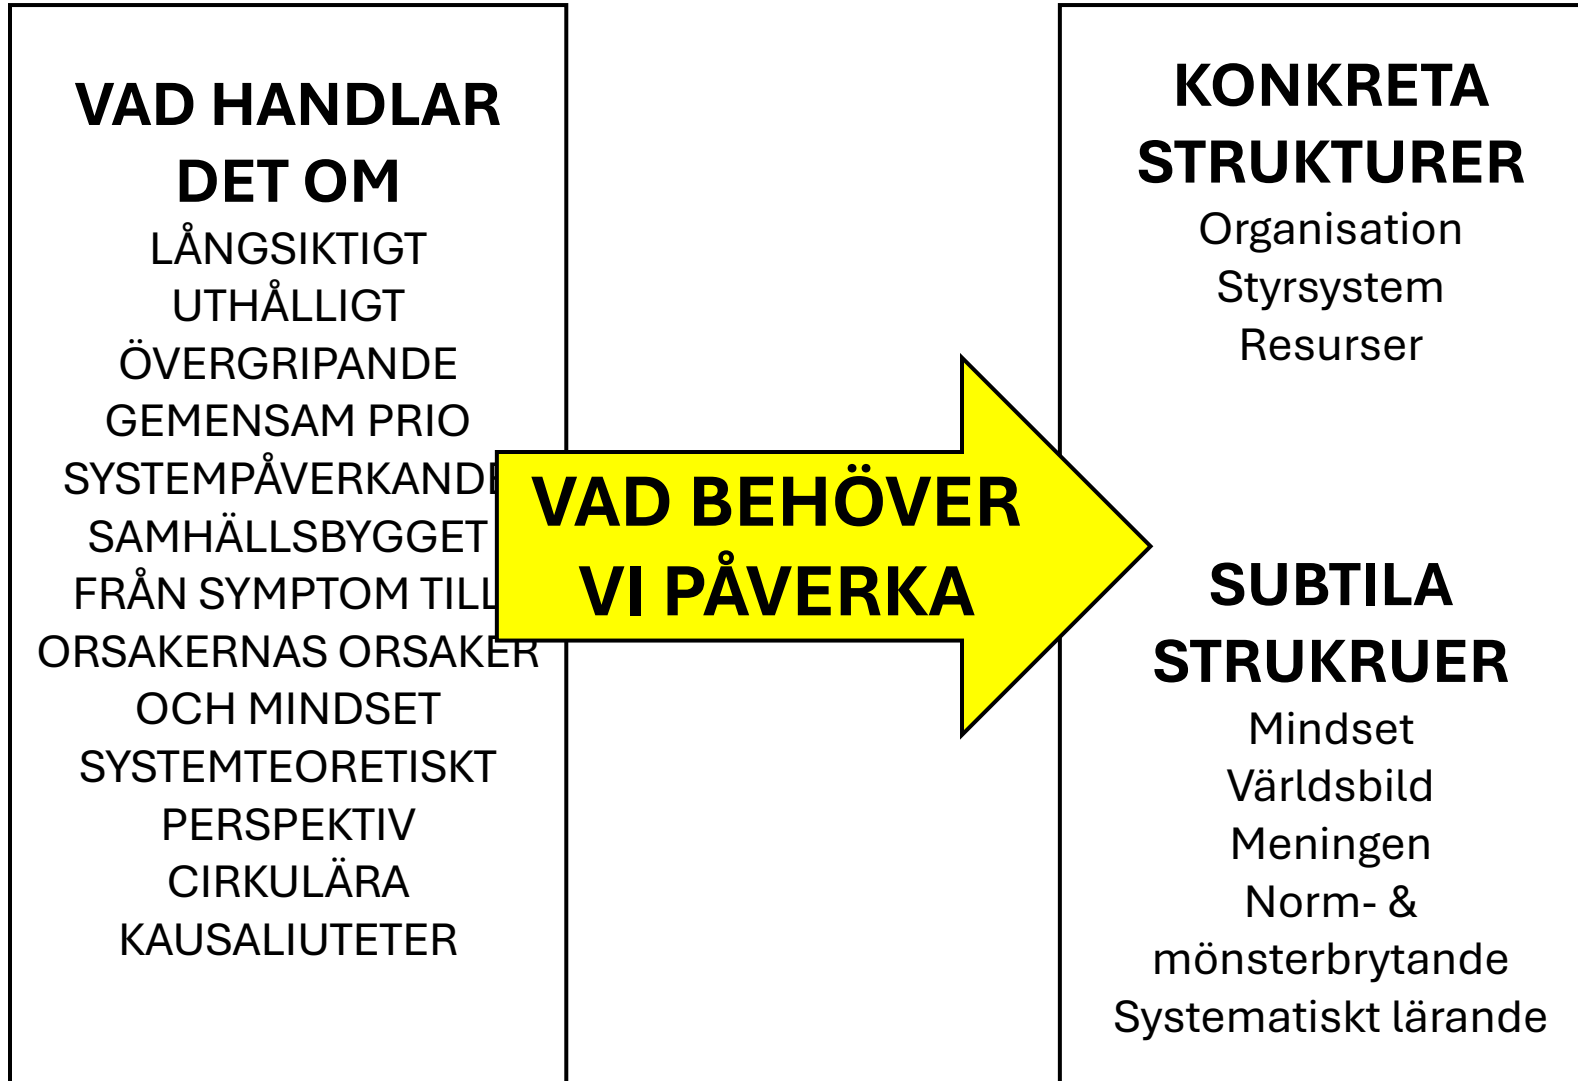 VAD HANDLAR
DET OM
LÅNGSIKTIGT
UTHÅLLIGT
ÖVERGRIPANDE
GEMENSAM PRIO
SYSTEMPÅVERKANDE
SAMHÄLLSBYGGET
FRÅN SYMPTOM TILL
ORSAKERNAS ORSAKER
OCH MINDSET
SYSTEMTEORETISKT
PERSPEKTIV
CIRKULÄRA
KAUSALIUTETER
VAD BEHÖVER
VI PÅVERKA
KONKRETA
STRUKTURER
Organisation
Styrsystem
Resurser
SUBTILA
STRUKRUER
Mindset
Världsbild
Meningen
Norm- &
mönsterbrytande
Systematiskt lärande